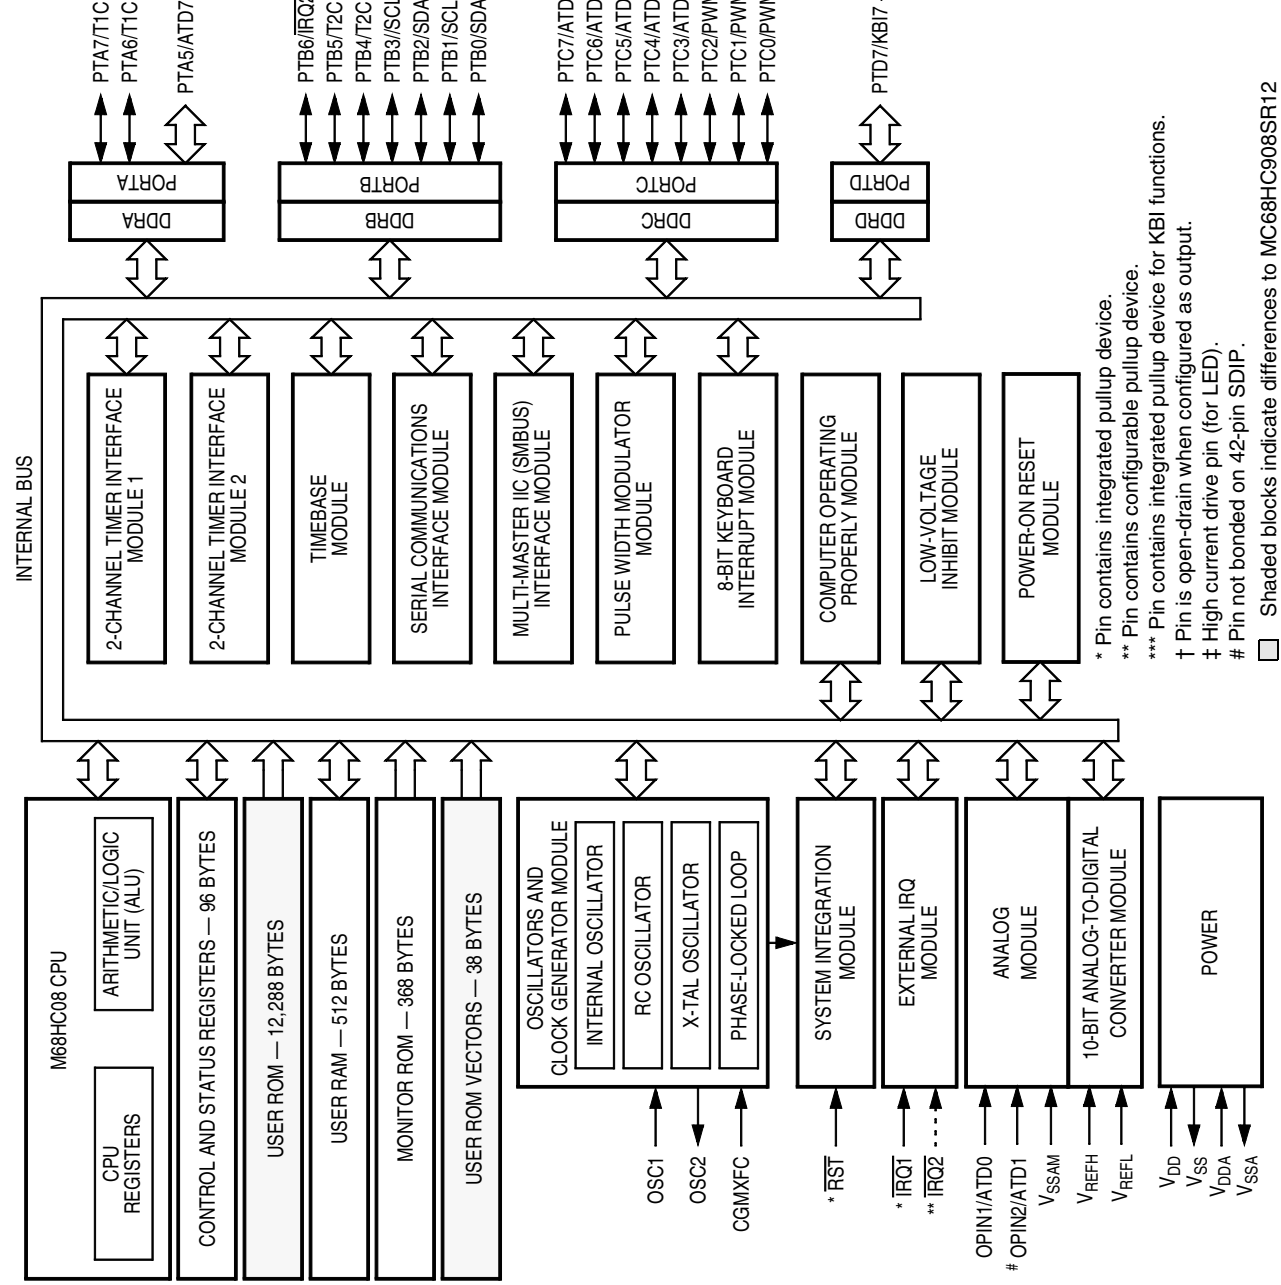 INTERNAL BUS
M68HC08 CPU
CPU
REGISTERS
ARITHMETIC/LOGIC
UNIT (ALU)
CONTROL AND STATUS REGISTERS — 96 BYTES
USER ROM — 12,288 BYTES
USER RAM — 512 BYTES
MONITOR ROM — 368 BYTES
USER ROM VECTORS — 38 BYTES
OSCILLATORS AND
CLOCK GENERATOR MODULE
INTERNAL OSCILLATOR
RC OSCILLATOR
X-TAL OSCILLATOR
PHASE-LOCKED LOOP
OSC1
OSC2
CGMXFC
SYSTEM INTEGRATION
MODULE
* RST
EXTERNAL IRQ
MODULE
* IRQ1
** IRQ2
ANALOG
MODULE
OPIN1/ATD0
# OPIN2/ATD1
VSSAM
10-BIT ANALOG-TO-DIGITAL
CONVERTER MODULE
VREFH
VREFL
POWER
VDD
VSS
VDDA
VSSA
2-CHANNEL TIMER INTERFACE
MODULE 1
2-CHANNEL TIMER INTERFACE
MODULE 2
TIMEBASE
MODULE
SERIAL COMMUNICATIONS
INTERFACE MODULE
MULTI-MASTER IIC (SMBUS)
INTERFACE MODULE
PULSE WIDTH MODULATOR
MODULE
8-BIT KEYBOARD
INTERRUPT MODULE
COMPUTER OPERATING
PROPERLY MODULE
LOW-VOLTAGE
INHIBIT MODULE
POWER-ON RESET
MODULE
DDRA
PORTA
PTA7/T1C
PTA6/T1C
PTA5/ATD7
DDRB
PORTB
PTB6/IRQ2
PTB5/T2C
PTB4/T2C
PTB3//SCL
PTB2/SDA
PTB1/SCL
PTB0/SDA
DDRC
PORTC
PTC7/ATD
PTC6/ATD
PTC5/ATD
PTC4/ATD
PTC3/ATD
PTC2/PWM
PTC1/PWM
PTC0/PWM
DDRD
PORTD
PTD7/KBI7
* Pin contains integrated pullup device.
** Pin contains configurable pullup device.
*** Pin contains integrated pullup device for KBI functions.
† Pin is open-drain when configured as output.
‡ High current drive pin (for LED).
# Pin not bonded on 42-pin SDIP.
Shaded blocks indicate differences to MC68HC908SR12